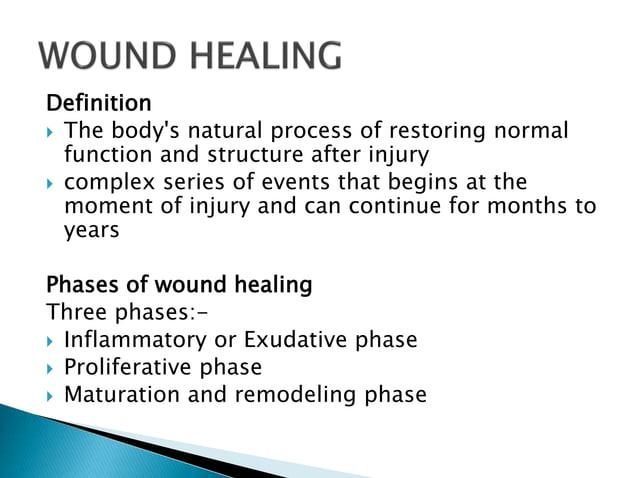 WOUND HEALING
Definition
The body's natural process of restoring normal
function and structure after injury
complex series of events that begins at the
moment of injury and can continue for months to
years
Phases of wound healing
Three phases:-
Inflammatory or Exudative phase
Proliferative phase
Maturation and remodeling phase